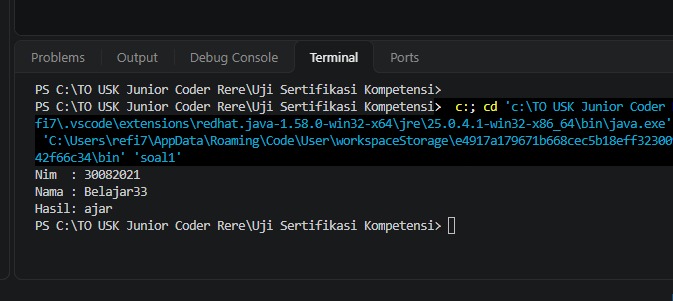 Problems Output Debug Console Terminal Ports
PS C:\TO USK Junior Coder Rere\Uji Sertifikasi Kompetensi>
PS C:\TO USK Junior Coder Rere\Uji Sertifikasi Kompetensi>  c:; cd 'c:\TO USK Junior Coder
fi7\.vscode\extensions\redhat.java-1.58.0-win32-x64\jre\25.0.4.1-win32-x86_64\bin\java.exe'
'C:\Users\refi7\AppData\Roaming\Code\User\workspaceStorage\e4917a179671b668cec5b18eff32300
42f66c34\bin' 'soal1'
Nim  : 30082021
Nama : Belajar33
Hasil: ajar
PS C:\TO USK Junior Coder Rere\Uji Sertifikasi Kompetensi>